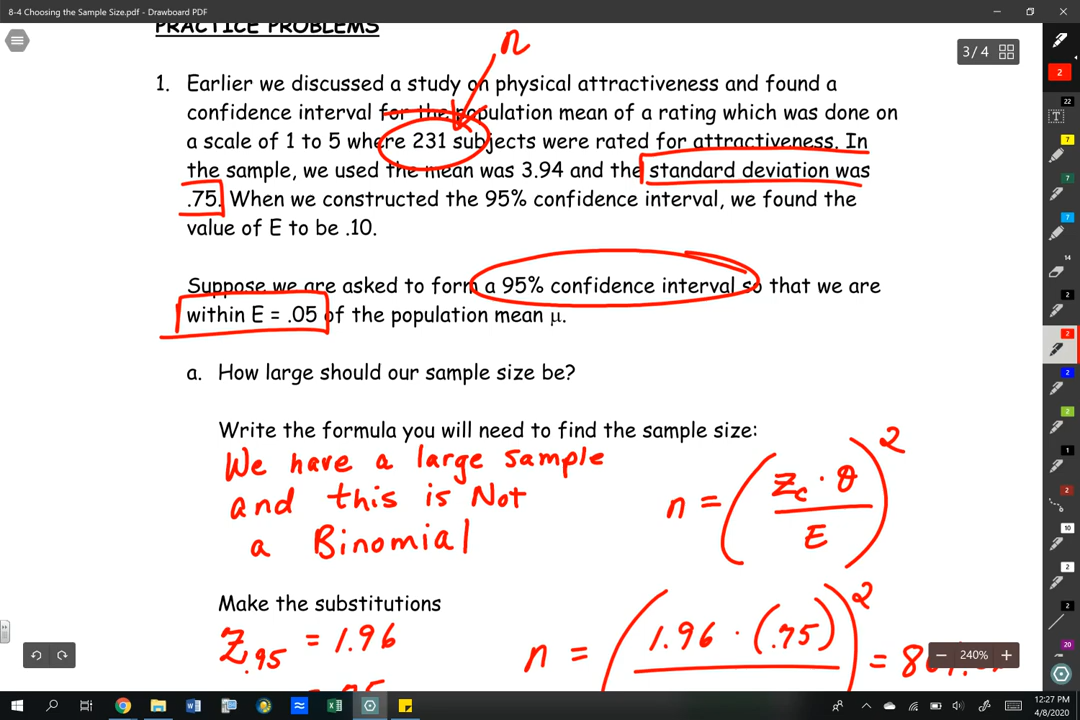 8-4 Choosing the Sample Size.pdf - Drawboard PDF
PRACTICE PROBLEMS
3/4
n
1. Earlier we discussed a study on physical attractiveness and found a
confidence interval for the population mean of a rating which was done on
a scale of 1 to 5 where 231 subjects were rated for attractiveness. In
the sample, we used the mean was 3.94 and the standard deviation was
.75. When we constructed the 95% confidence interval, we found the
value of E to be .10.
Suppose we are asked to form a 95% confidence interval so that we are
within E = .05 of the population mean μ.
a. How large should our sample size be?
Write the formula you will need to find the sample size:
We have a large sample
and this is Not
a Binomial
n = (Zc · σ / E)²
Make the substitutions
Z.95 = 1.96
n = (1.96 · (.75))² = 8
240%
12:27 PM
4/8/2020